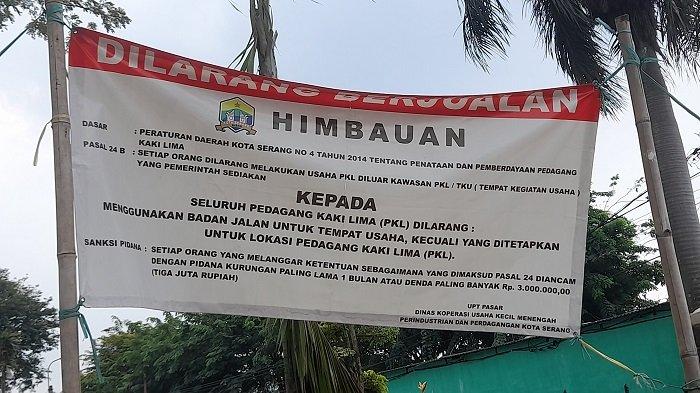 DILARANG BERJUALAN
HIMBAUAN
DASAR : PERATURAN DAERAH KOTA SERANG NO 4 TAHUN 2014 TENTANG PENATAAN DAN PEMBERDAYAAN PEDAGANG
KAKI LIMA
PASAL 24 B : SETIAP ORANG DILARANG MELAKUKAN USAHA PKL DILUAR KAWASAN PKL / TKU ( TEMPAT KEGIATAN USAHA )
YANG PEMERINTAH SEDIAKAN
KEPADA
SELURUH PEDAGANG KAKI LIMA (PKL) DILARANG :
MENGGUNAKAN BADAN JALAN UNTUK TEMPAT USAHA, KECUALI YANG DITETAPKAN
UNTUK LOKASI PEDAGANG KAKI LIMA (PKL).
SANKSI PIDANA : SETIAP ORANG YANG MELANGGAR KETENTUAN SEBAGAIMANA YANG DIMAKSUD PASAL 24 DIANCAM
DENGAN PIDANA KURUNGAN PALING LAMA 1 BULAN ATAU DENDA PALING BANYAK Rp. 3.000.000,00
(TIGA JUTA RUPIAH)
UPT PASAR
DINAS KOPERASI USAHA KECIL MENENGAH
PERINDUSTRIAN DAN PERDAGANGAN KOTA SERANG